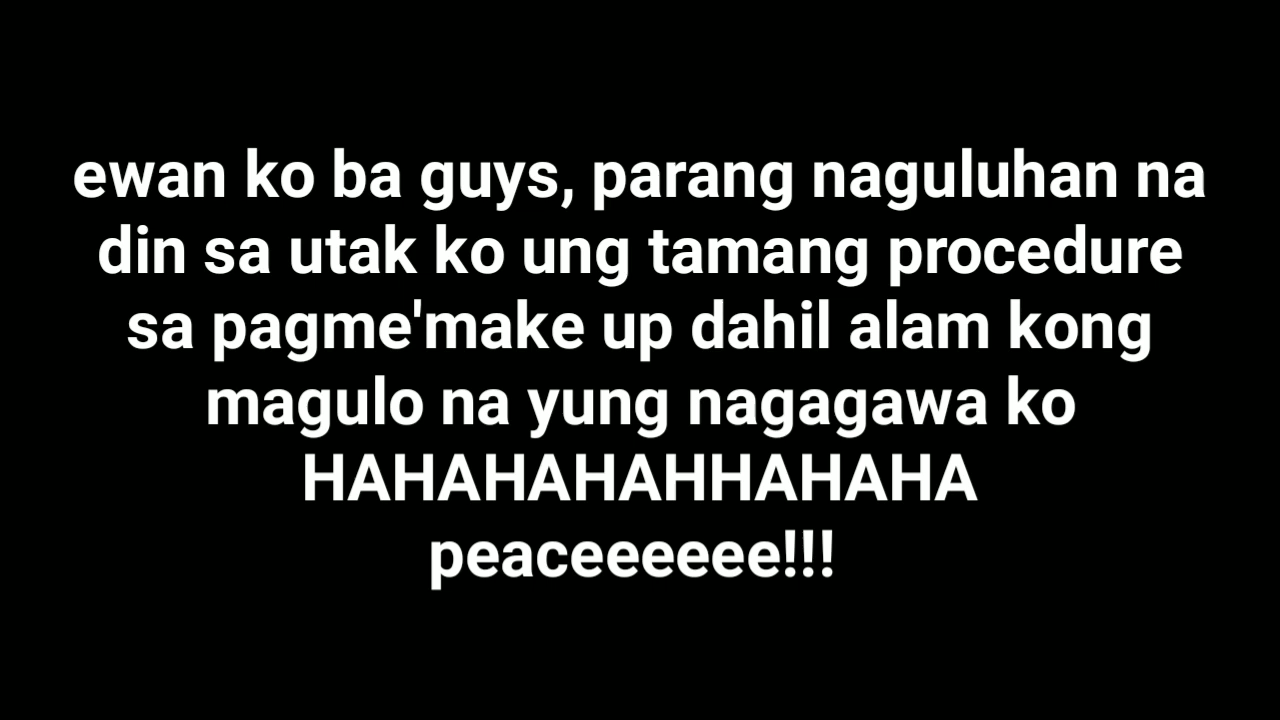 ewan ko ba guys, parang naguluhan na
din sa utak ko ung tamang procedure
sa pagme'make up dahil alam kong
magulo na yung nagagawa ko
HAHAHAHAHHAHAHA
peaceeeeee!!!